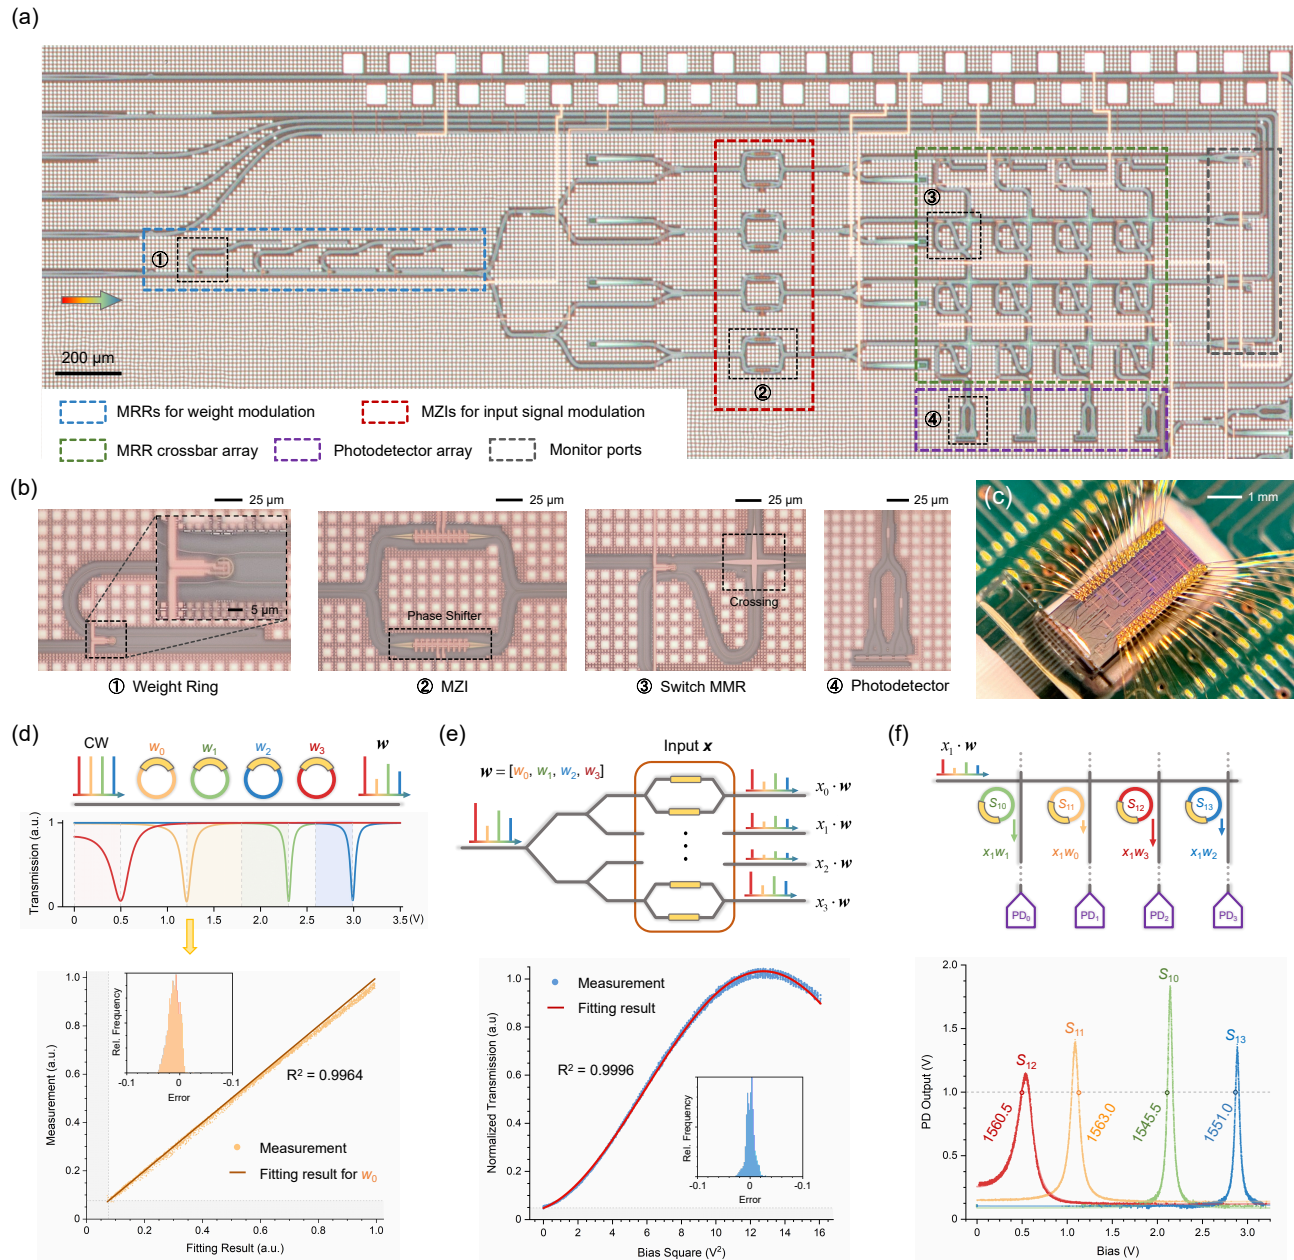 (a)
③
①
200 µm
②
④
MRRs for weight modulation
MZIs for input signal modulation
MRR crossbar array
Photodetector array
Monitor ports
(b)
25 µm
25 µm
25 µm
25 µm
(c)
1 mm
5 µm
Phase Shifter
Crossing
① Weight Ring
② MZI
③ Switch MMR
④ Photodetector
(d)
CW
w0
w1
w2
w3
w
Transmission (a.u.)
1
0
0
0.5
1.0
1.5
2.0
2.5
3.0
3.5 (V)
Measurement (a.u.)
1.0
0.8
0.6
0.4
0.2
0.0
Rel. Frequency
-0.1
0
-0.1
Error
R² = 0.9964
Measurement
Fitting result for w0
0.2
0.4
0.6
0.8
1.0
Fitting Result (a.u.)
(e)
Input x
w = [w0, w1, w2, w3]
x0 · w
x1 · w
x2 · w
x3 · w
Normalized Transmission (a.u)
1.0
0.8
0.6
0.4
0.2
0
Measurement
Fitting result
R² = 0.9996
Rel. Frequency
-0.1
0
-0.1
Error
0
2
4
6
8
10
12
14
16
Bias Square (V²)
(f)
x1 · w
S10
S11
S12
S13
x1w1
x1w0
x1w3
x1w2
PD0
PD1
PD2
PD3
PD Output (V)
2.0
1.5
1.0
0.5
0.0
S12
S11
S10
S13
1560.5
1563.0
1545.5
1551.0
0.0
0.5
1.0
1.5
2.0
2.5
3.0
Bias (V)